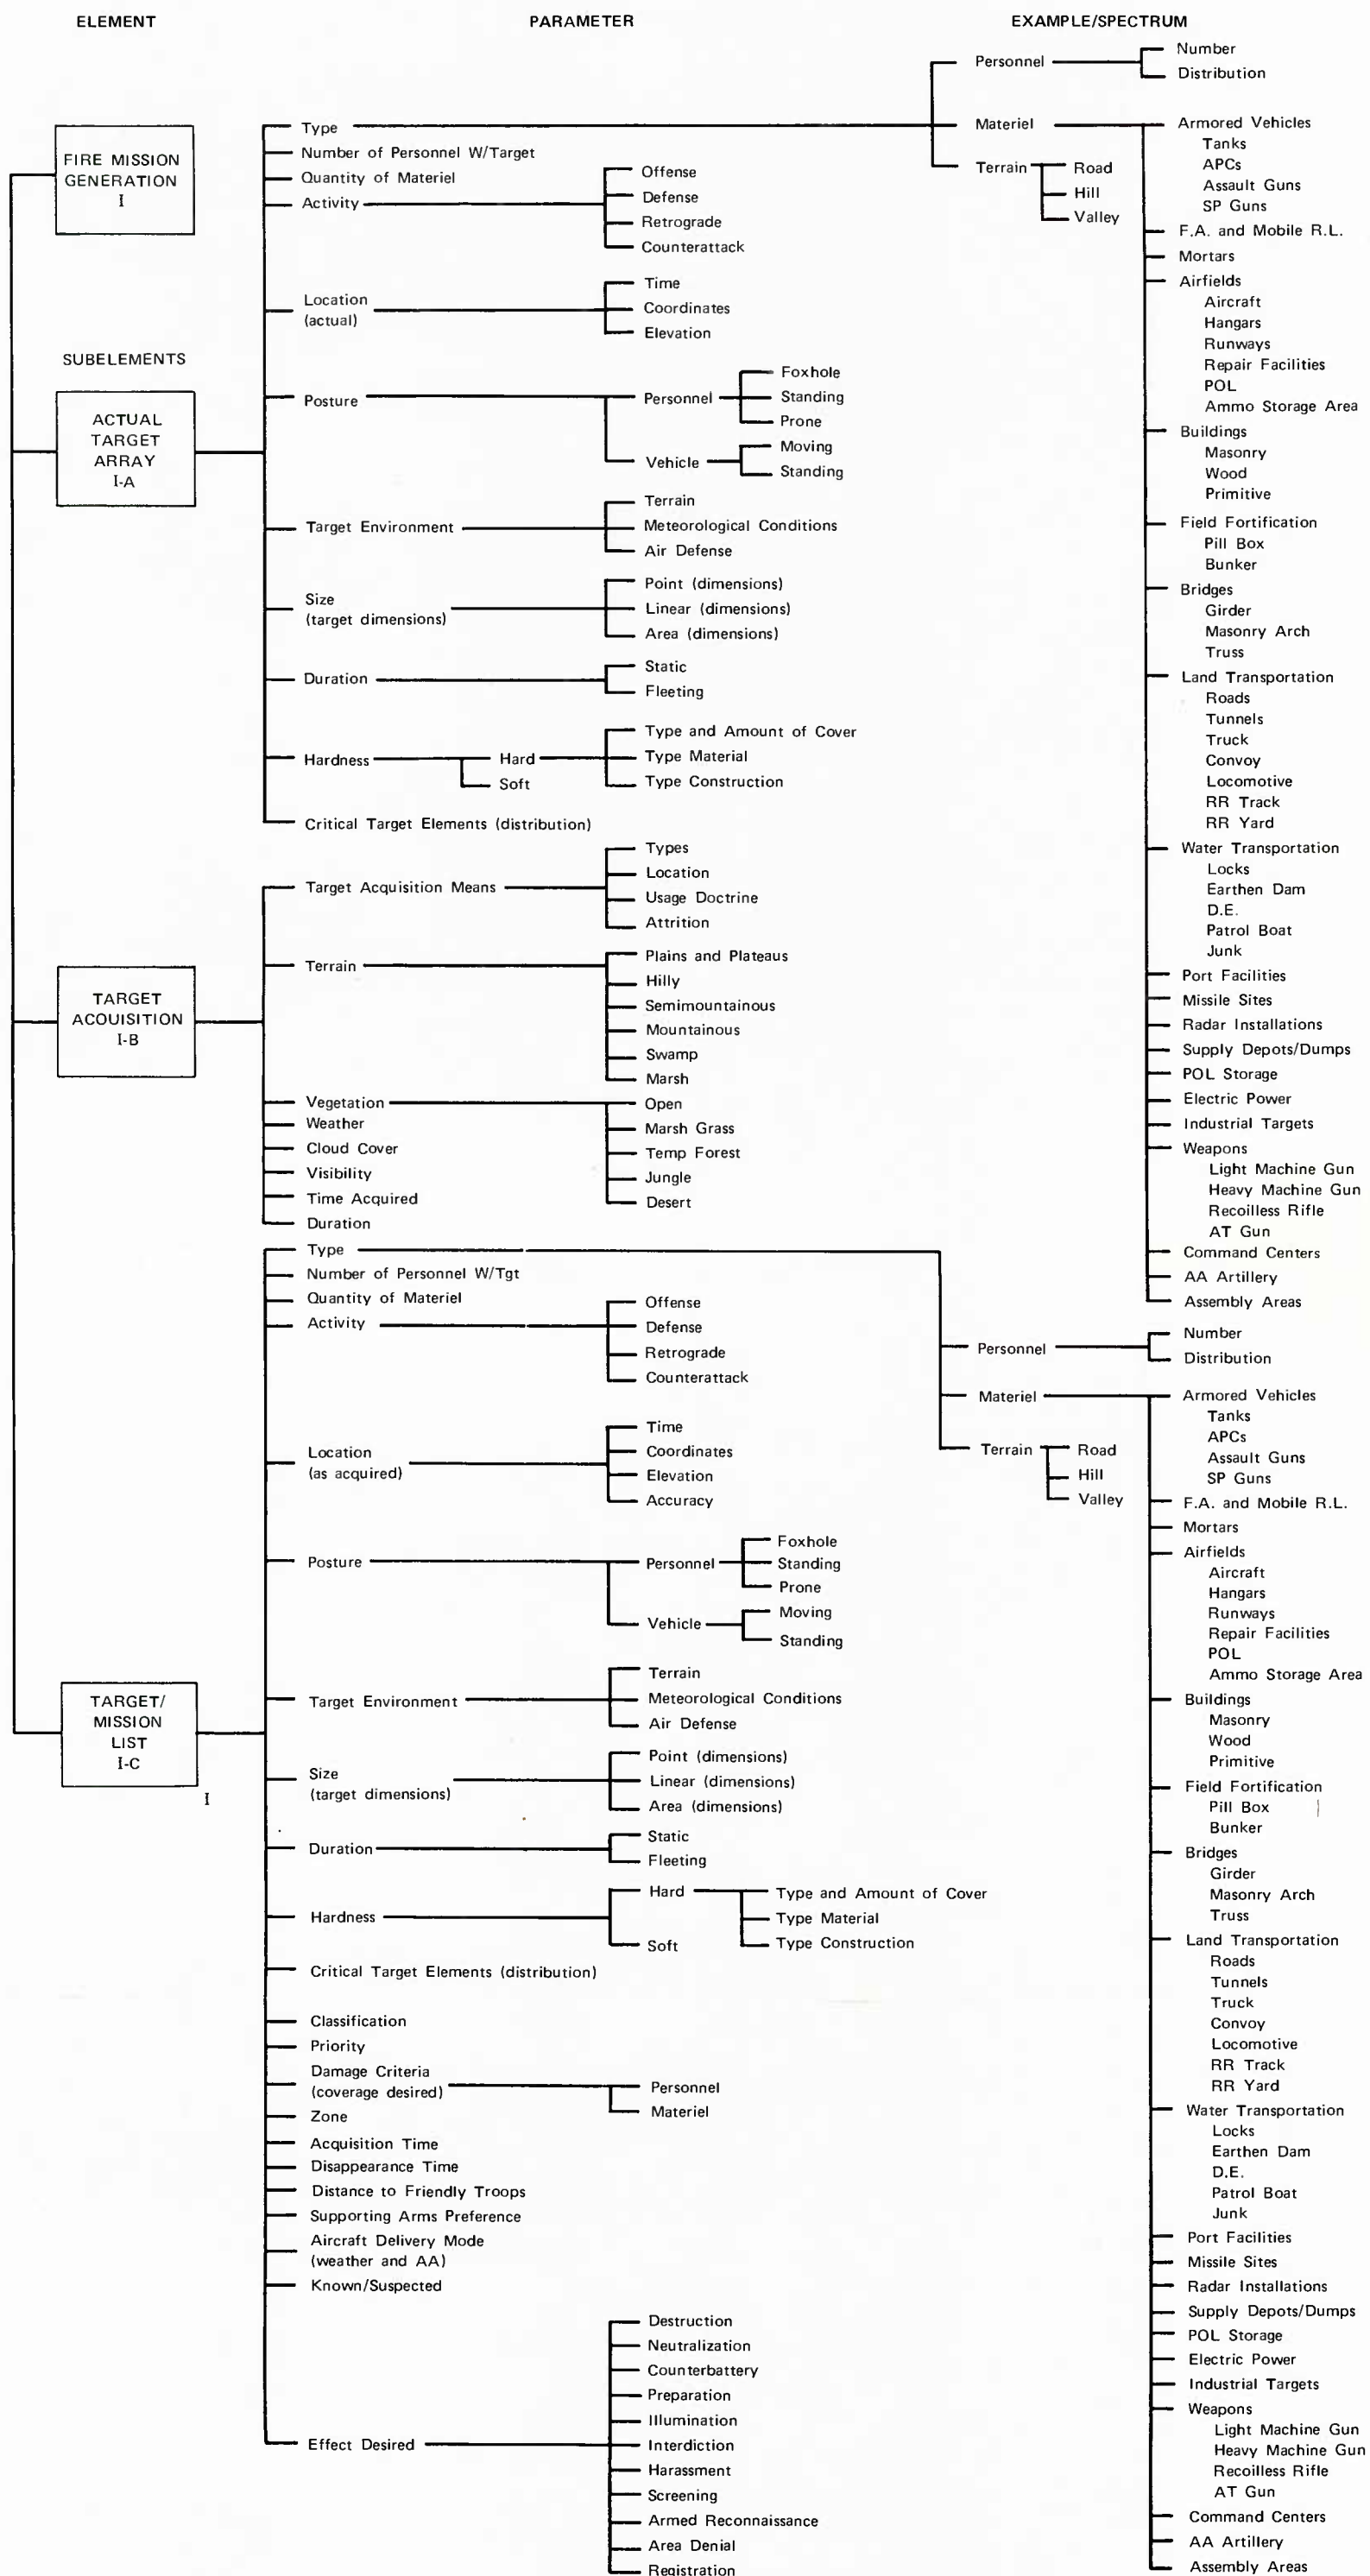 ELEMENT
PARAMETER
EXAMPLE/SPECTRUM
FIRE MISSION
GENERATION
I
SUBELEMENTS
ACTUAL
TARGET
ARRAY
I-A
Type
Number of Personnel W/Target
Quantity of Materiel
Activity
Offense
Defense
Retrograde
Counterattack
Location
(actual)
Time
Coordinates
Elevation
Posture
Personnel
Foxhole
Standing
Prone
Vehicle
Moving
Standing
Target Environment
Terrain
Meteorological Conditions
Air Defense
Size
(target dimensions)
Point (dimensions)
Linear (dimensions)
Area (dimensions)
Duration
Static
Fleeting
Hardness
Hard
Soft
Type and Amount of Cover
Type Material
Type Construction
Critical Target Elements (distribution)
Personnel
Number
Distribution
Materiel
Terrain
Road
Hill
Valley
Armored Vehicles
Tanks
APCs
Assault Guns
SP Guns
F.A. and Mobile R.L.
Mortars
Airfields
Aircraft
Hangars
Runways
Repair Facilities
POL
Ammo Storage Area
Buildings
Masonry
Wood
Primitive
Field Fortification
Pill Box
Bunker
Bridges
Girder
Masonry Arch
Truss
Land Transportation
Roads
Tunnels
Truck
Convoy
Locomotive
RR Track
RR Yard
Water Transportation
Locks
Earthen Dam
D.E.
Patrol Boat
Junk
Port Facilities
Missile Sites
Radar Installations
Supply Depots/Dumps
POL Storage
Electric Power
Industrial Targets
Weapons
Light Machine Gun
Heavy Machine Gun
Recoilless Rifle
AT Gun
Command Centers
AA Artillery
Assembly Areas
TARGET
ACOUISITION
I-B
Target Acquisition Means
Types
Location
Usage Doctrine
Attrition
Terrain
Plains and Plateaus
Hilly
Semimountainous
Mountainous
Swamp
Marsh
Vegetation
Open
Marsh Grass
Temp Forest
Jungle
Desert
Weather
Cloud Cover
Visibility
Time Acquired
Duration
TARGET/
MISSION
LIST
I-C
I
Type
Number of Personnel W/Tgt
Quantity of Materiel
Activity
Offense
Defense
Retrograde
Counterattack
Location
(as acquired)
Time
Coordinates
Elevation
Accuracy
Posture
Personnel
Foxhole
Standing
Prone
Vehicle
Moving
Standing
Target Environment
Terrain
Meteorological Conditions
Air Defense
Size
(target dimensions)
Point (dimensions)
Linear (dimensions)
Area (dimensions)
Duration
Static
Fleeting
Hardness
Hard
Soft
Type and Amount of Cover
Type Material
Type Construction
Critical Target Elements (distribution)
Classification
Priority
Damage Criteria
(coverage desired)
Personnel
Materiel
Zone
Acquisition Time
Disappearance Time
Distance to Friendly Troops
Supporting Arms Preference
Aircraft Delivery Mode
(weather and AA)
Known/Suspected
Effect Desired
Destruction
Neutralization
Counterbattery
Preparation
Illumination
Interdiction
Harassment
Screening
Armed Reconnaissance
Area Denial
Registration
Personnel
Number
Distribution
Materiel
Terrain
Road
Hill
Valley
Armored Vehicles
Tanks
APCs
Assault Guns
SP Guns
F.A. and Mobile R.L.
Mortars
Airfields
Aircraft
Hangars
Runways
Repair Facilities
POL
Ammo Storage Area
Buildings
Masonry
Wood
Primitive
Field Fortification
Pill Box
Bunker
Bridges
Girder
Masonry Arch
Truss
Land Transportation
Roads
Tunnels
Truck
Convoy
Locomotive
RR Track
RR Yard
Water Transportation
Locks
Earthen Dam
D.E.
Patrol Boat
Junk
Port Facilities
Missile Sites
Radar Installations
Supply Depots/Dumps
POL Storage
Electric Power
Industrial Targets
Weapons
Light Machine Gun
Heavy Machine Gun
Recoilless Rifle
AT Gun
Command Centers
AA Artillery
Assembly Areas